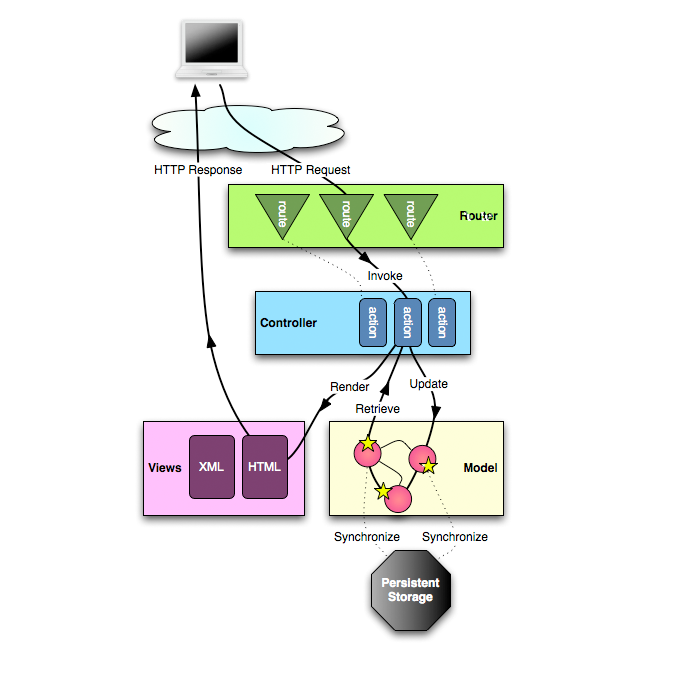 HTTP Response
HTTP Request
route
route
route
Router
Invoke
Controller
action
action
action
Render
Update
Retrieve
Views
XML
HTML
Model
Synchronize
Synchronize
Persistent
Storage